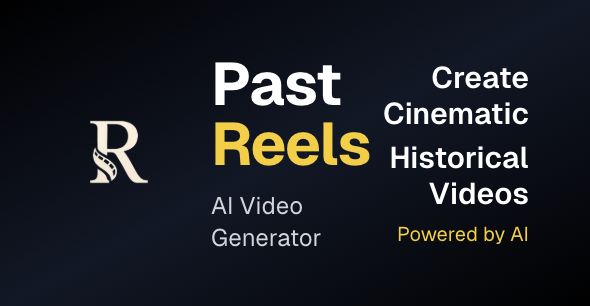 R
Past
Reels
AI Video
Generator
Create
Cinematic
Historical
Videos
Powered by AI